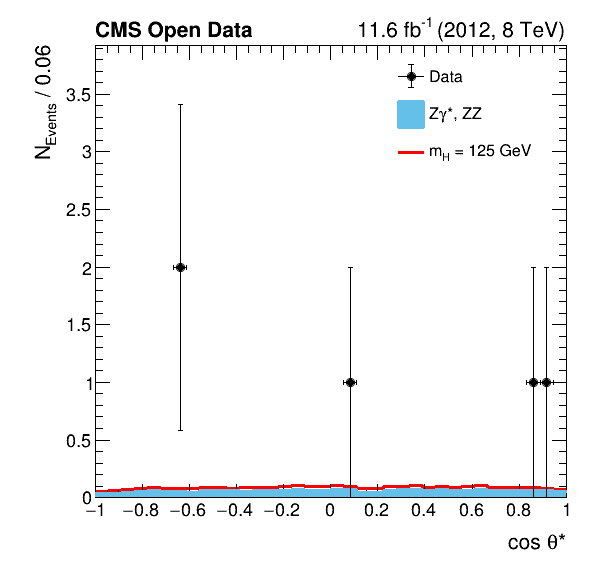 CMS Open Data 11.6 fb⁻¹ (2012, 8 TeV)
N_Events / 0.06
Data
Zγ*, ZZ
m_H = 125 GeV
3.5
3
2.5
2
1.5
1
0.5
0
−1 −0.8 −0.6 −0.4 −0.2 0 0.2 0.4 0.6 0.8 1
cos θ*